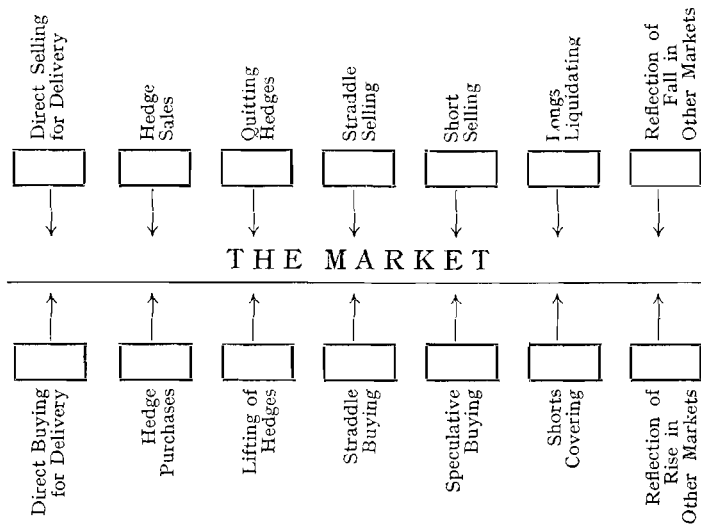 Direct Selling
for Delivery
Hedge
Sales
Quitting
Hedges
Straddle
Selling
Short
Selling
Longs
Liquidating
Reflection of
Fall in
Other Markets
THE MARKET
Direct Buying
for Delivery
Hedge
Purchases
Lifting of
Hedges
Straddle
Buying
Speculative
Buying
Shorts
Covering
Reflection of
Rise in
Other Markets